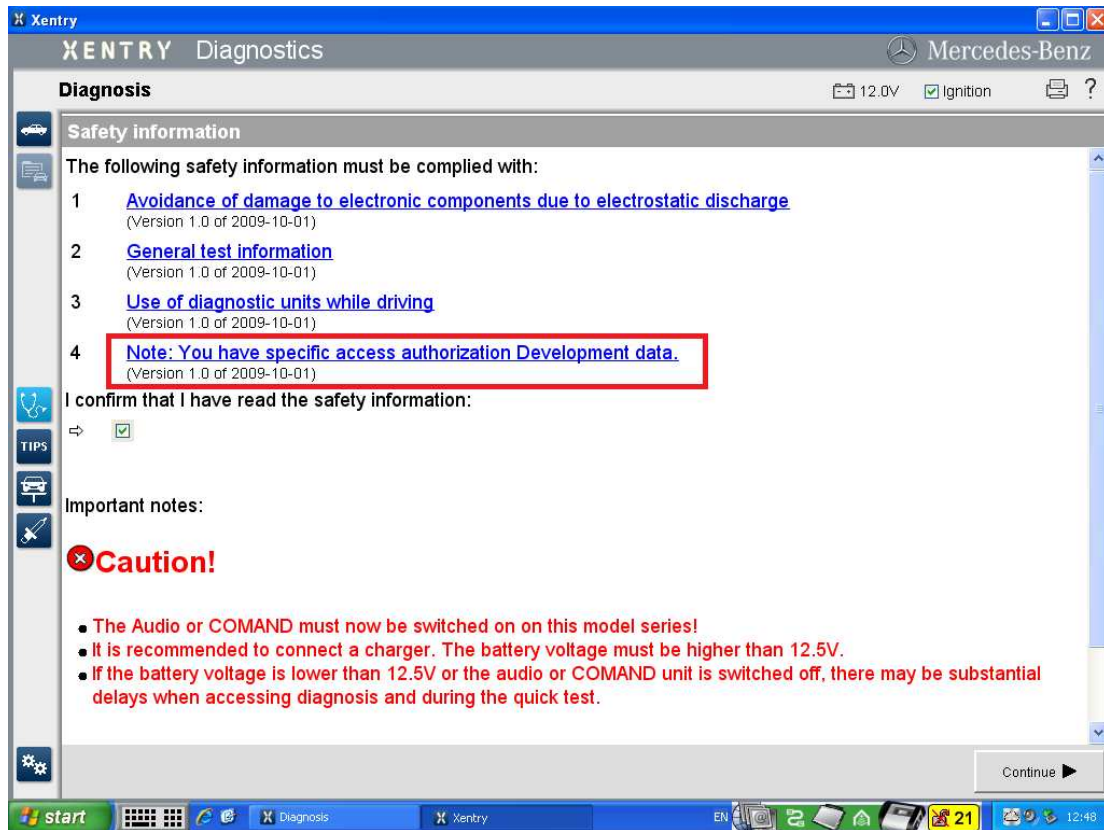 Xentry
XENTRY Diagnostics
Mercedes-Benz
Diagnosis
12.0V
Ignition
?
Safety information
The following safety information must be complied with:
1 Avoidance of damage to electronic components due to electrostatic discharge
(Version 1.0 of 2009-10-01)
2 General test information
(Version 1.0 of 2009-10-01)
3 Use of diagnostic units while driving
(Version 1.0 of 2009-10-01)
4 Note: You have specific access authorization Development data.
(Version 1.0 of 2009-10-01)
I confirm that I have read the safety information:
TIPS
Important notes:
Caution!
The Audio or COMAND must now be switched on on this model series!
It is recommended to connect a charger. The battery voltage must be higher than 12.5V.
If the battery voltage is lower than 12.5V or the audio or COMAND unit is switched off, there may be substantial
delays when accessing diagnosis and during the quick test.
Continue
start
Diagnosis
Xentry
EN
21
12:48